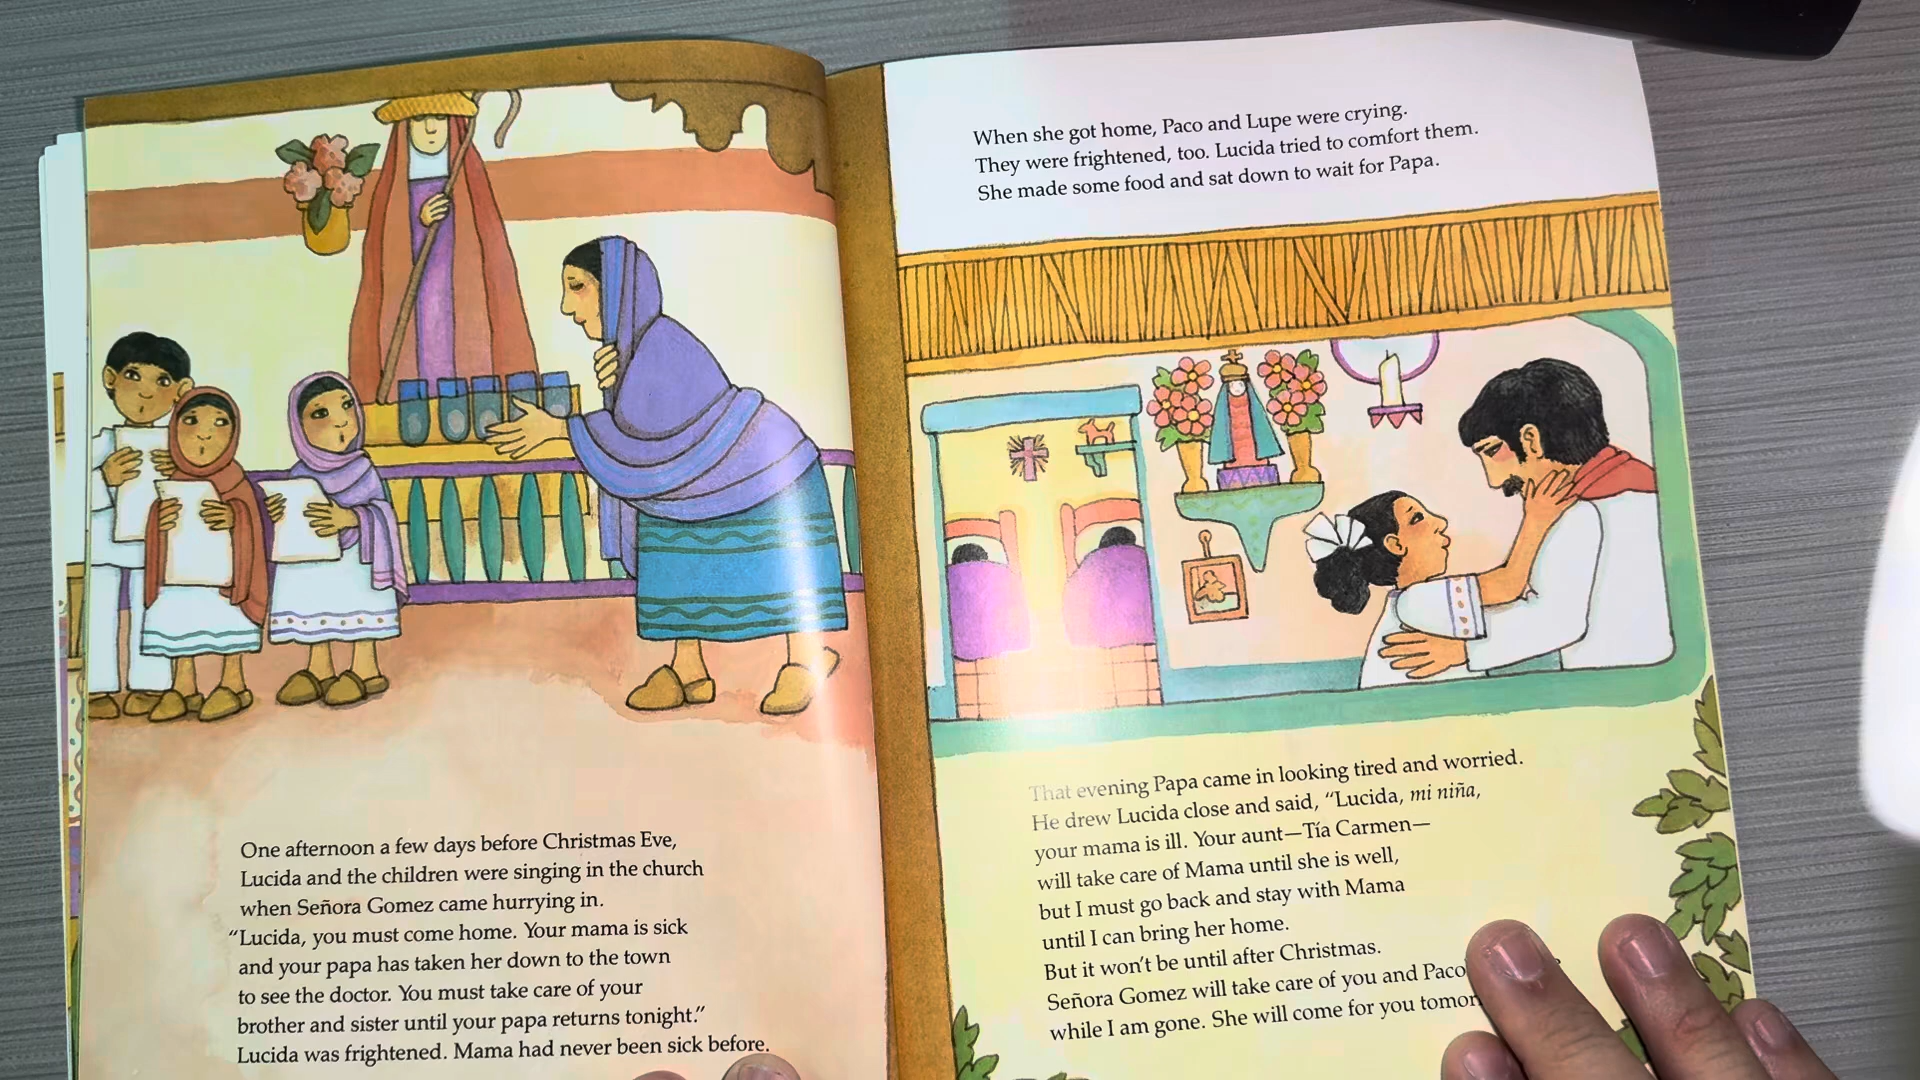 One afternoon a few days before Christmas Eve,
Lucida and the children were singing in the church
when Señora Gomez came hurrying in.
“Lucida, you must come home. Your mama is sick
and your papa has taken her down to the town
to see the doctor. You must take care of your
brother and sister until your papa returns tonight.”
Lucida was frightened. Mama had never been sick before.
When she got home, Paco and Lupe were crying.
They were frightened, too. Lucida tried to comfort them.
She made some food and sat down to wait for Papa.
That evening Papa came in looking tired and worried.
He drew Lucida close and said, “Lucida, mi niña,
your mama is ill. Your aunt—Tía Carmen—
will take care of Mama until she is well,
but I must go back and stay with Mama
until I can bring her home.
But it won’t be until after Christmas.
Señora Gomez will take care of you and Paco
while I am gone. She will come for you